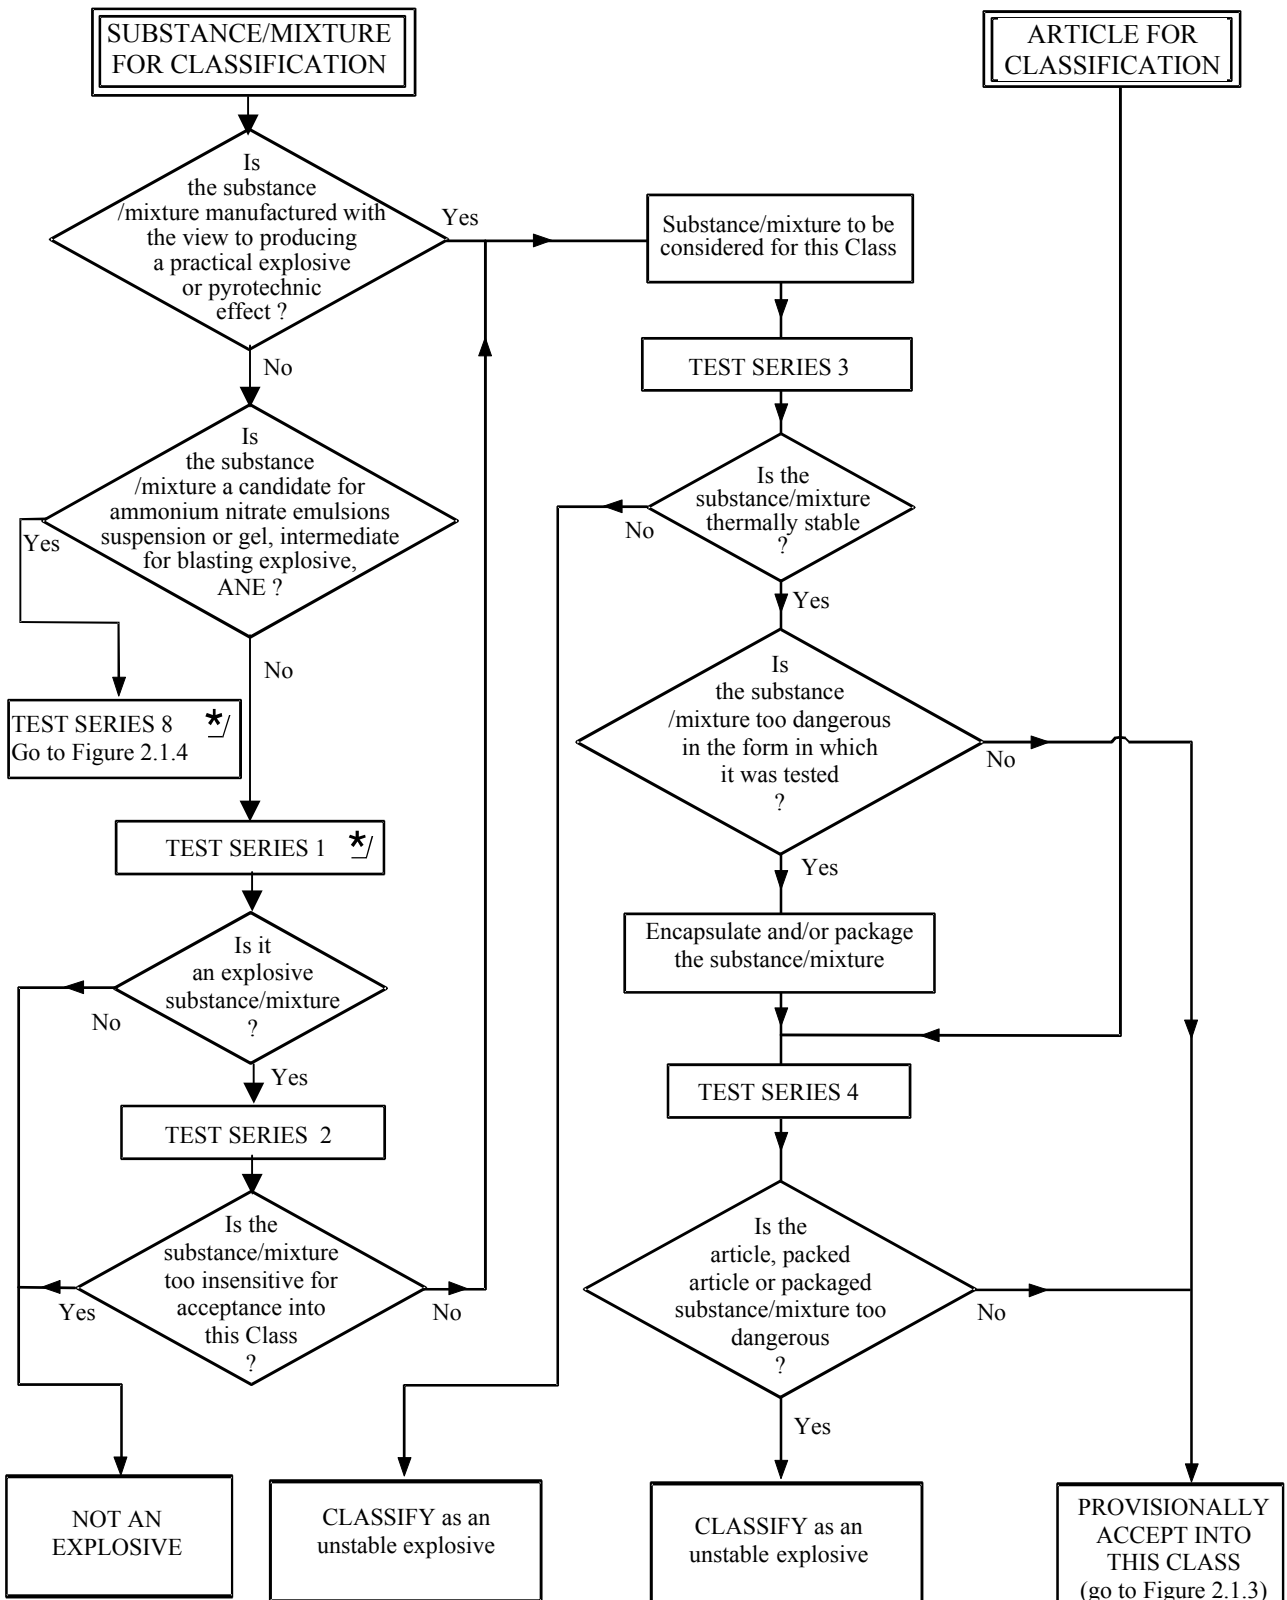 SUBSTANCE/MIXTURE
FOR CLASSIFICATION
ARTICLE FOR
CLASSIFICATION
Is
the substance
/mixture manufactured with
the view to producing
a practical explosive
or pyrotechnic
effect ?
Yes
No
Substance/mixture to be
considered for this Class
TEST SERIES 3
Is
the substance
/mixture a candidate for
ammonium nitrate emulsions
suspension or gel, intermediate
for blasting explosive,
ANE ?
Yes
No
Is the
substance/mixture
thermally stable
?
No
Yes
TEST SERIES 8 */
Go to Figure 2.1.4
Is
the substance
/mixture too dangerous
in the form in which
it was tested
?
No
Yes
TEST SERIES 1 */
Is it
an explosive
substance/mixture
?
No
Yes
Encapsulate and/or package
the substance/mixture
TEST SERIES 2
TEST SERIES 4
Is the
substance/mixture
too insensitive for
acceptance into
this Class
?
Yes
No
Is the
article, packed
article or packaged
substance/mixture too
dangerous
?
No
Yes
NOT AN
EXPLOSIVE
CLASSIFY as an
unstable explosive
CLASSIFY as an
unstable explosive
PROVISIONALLY
ACCEPT INTO
THIS CLASS
(go to Figure 2.1.3)